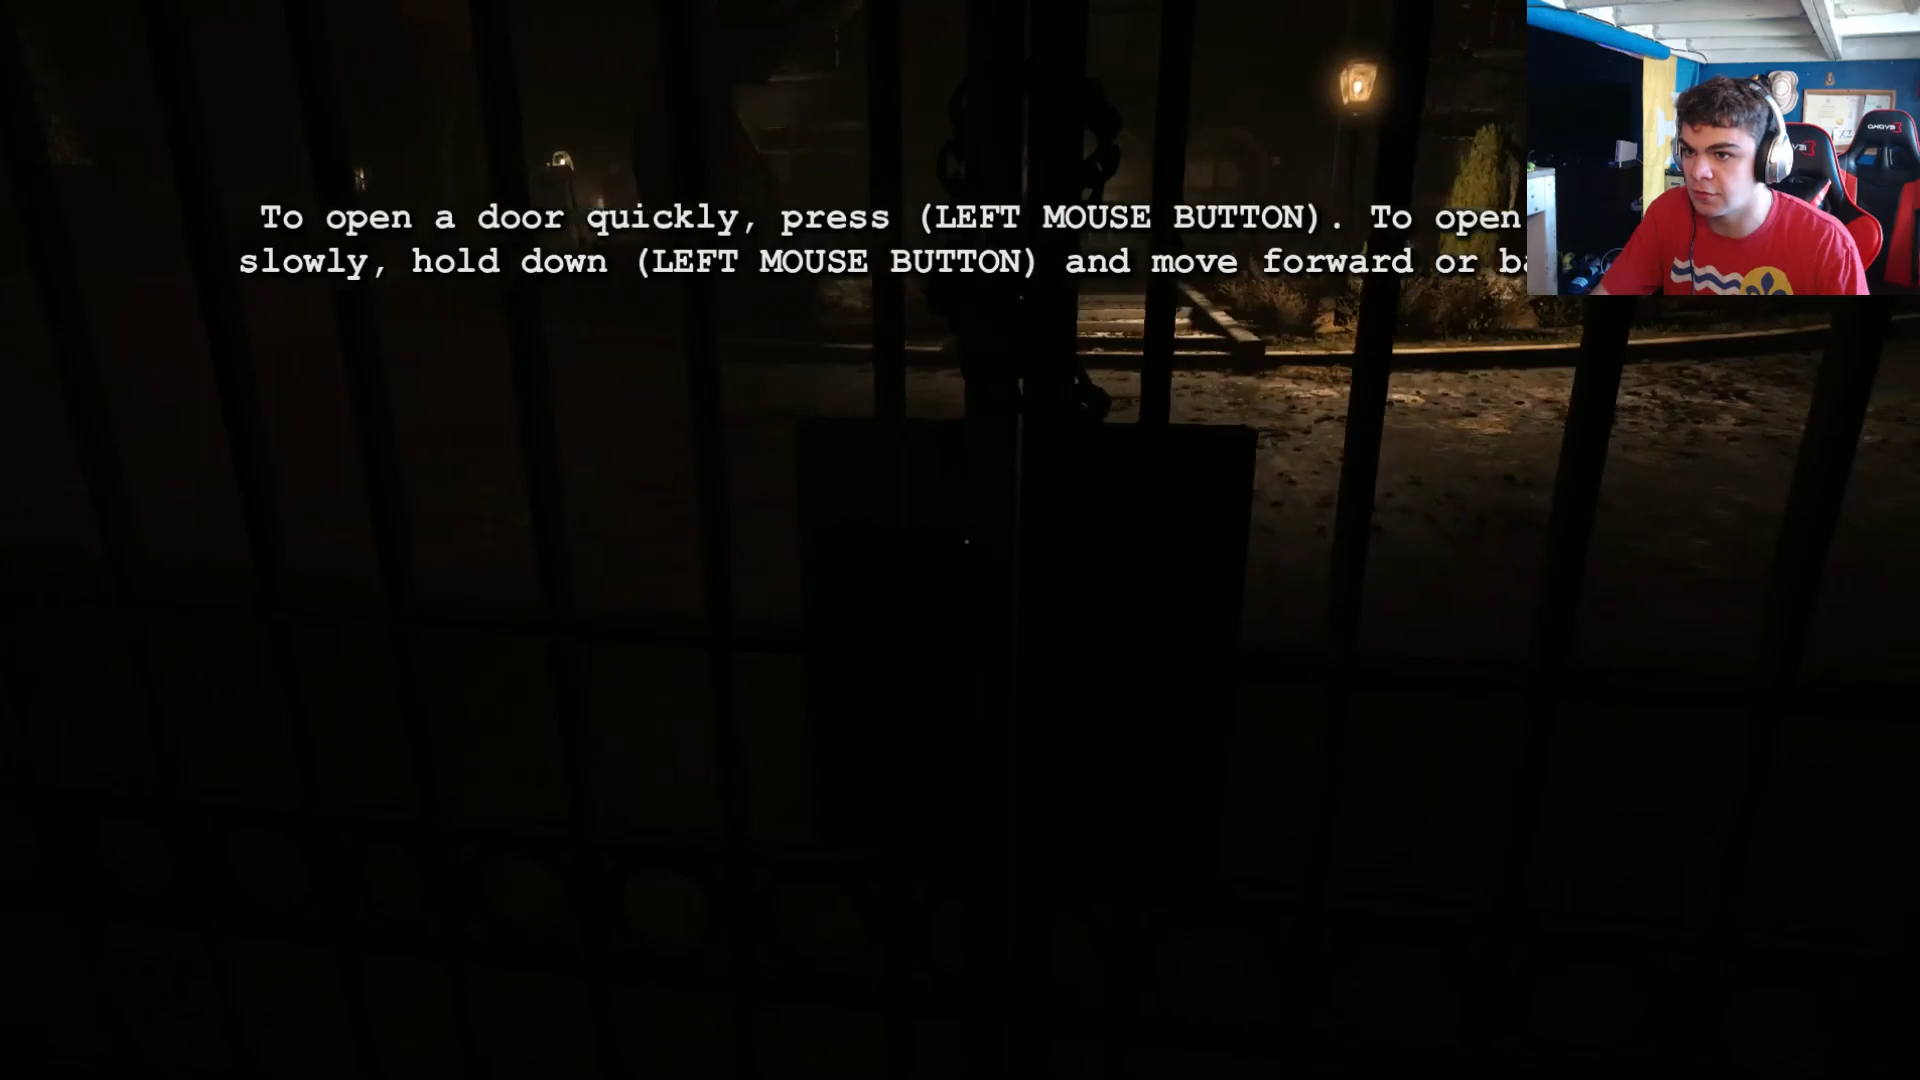 To open a door quickly, press (LEFT MOUSE BUTTON). To open
slowly, hold down (LEFT MOUSE BUTTON) and move forward or